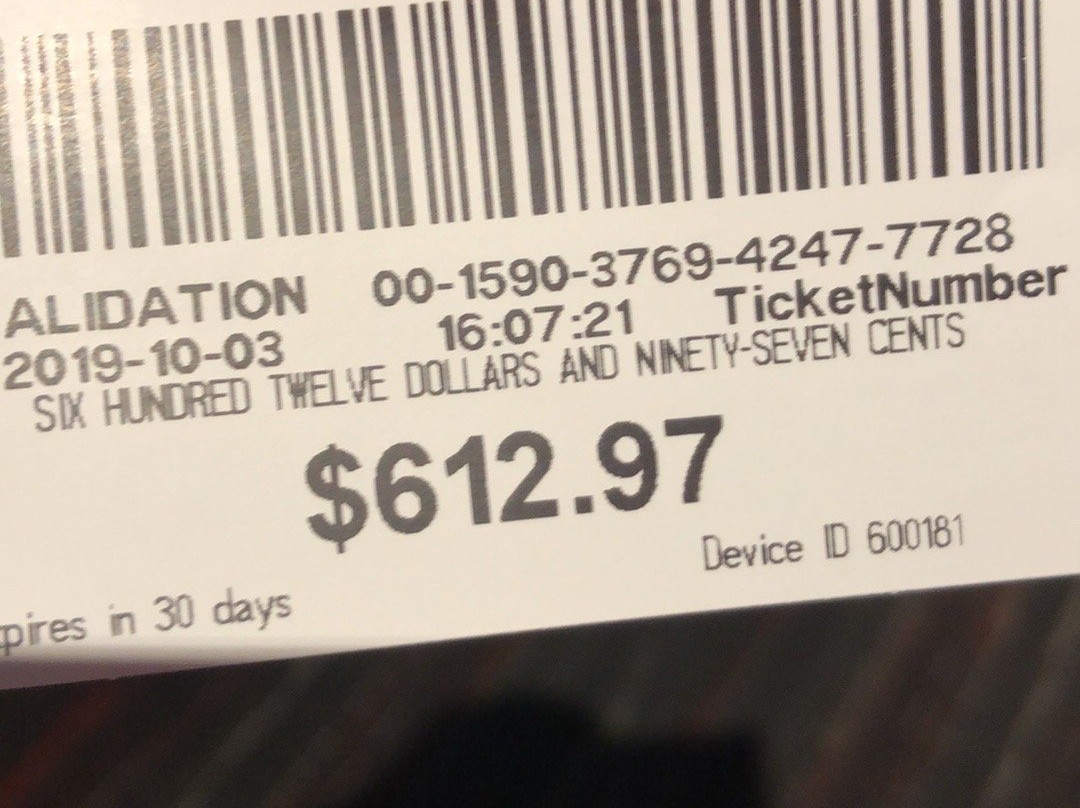 ALIDATION 00-1590-3769-4247-7728
2019-10-03 16:07:21 TicketNumber
SIX HUNDRED TWELVE DOLLARS AND NINETY-SEVEN CENTS
$612.97
Device ID 600181
pires in 30 days